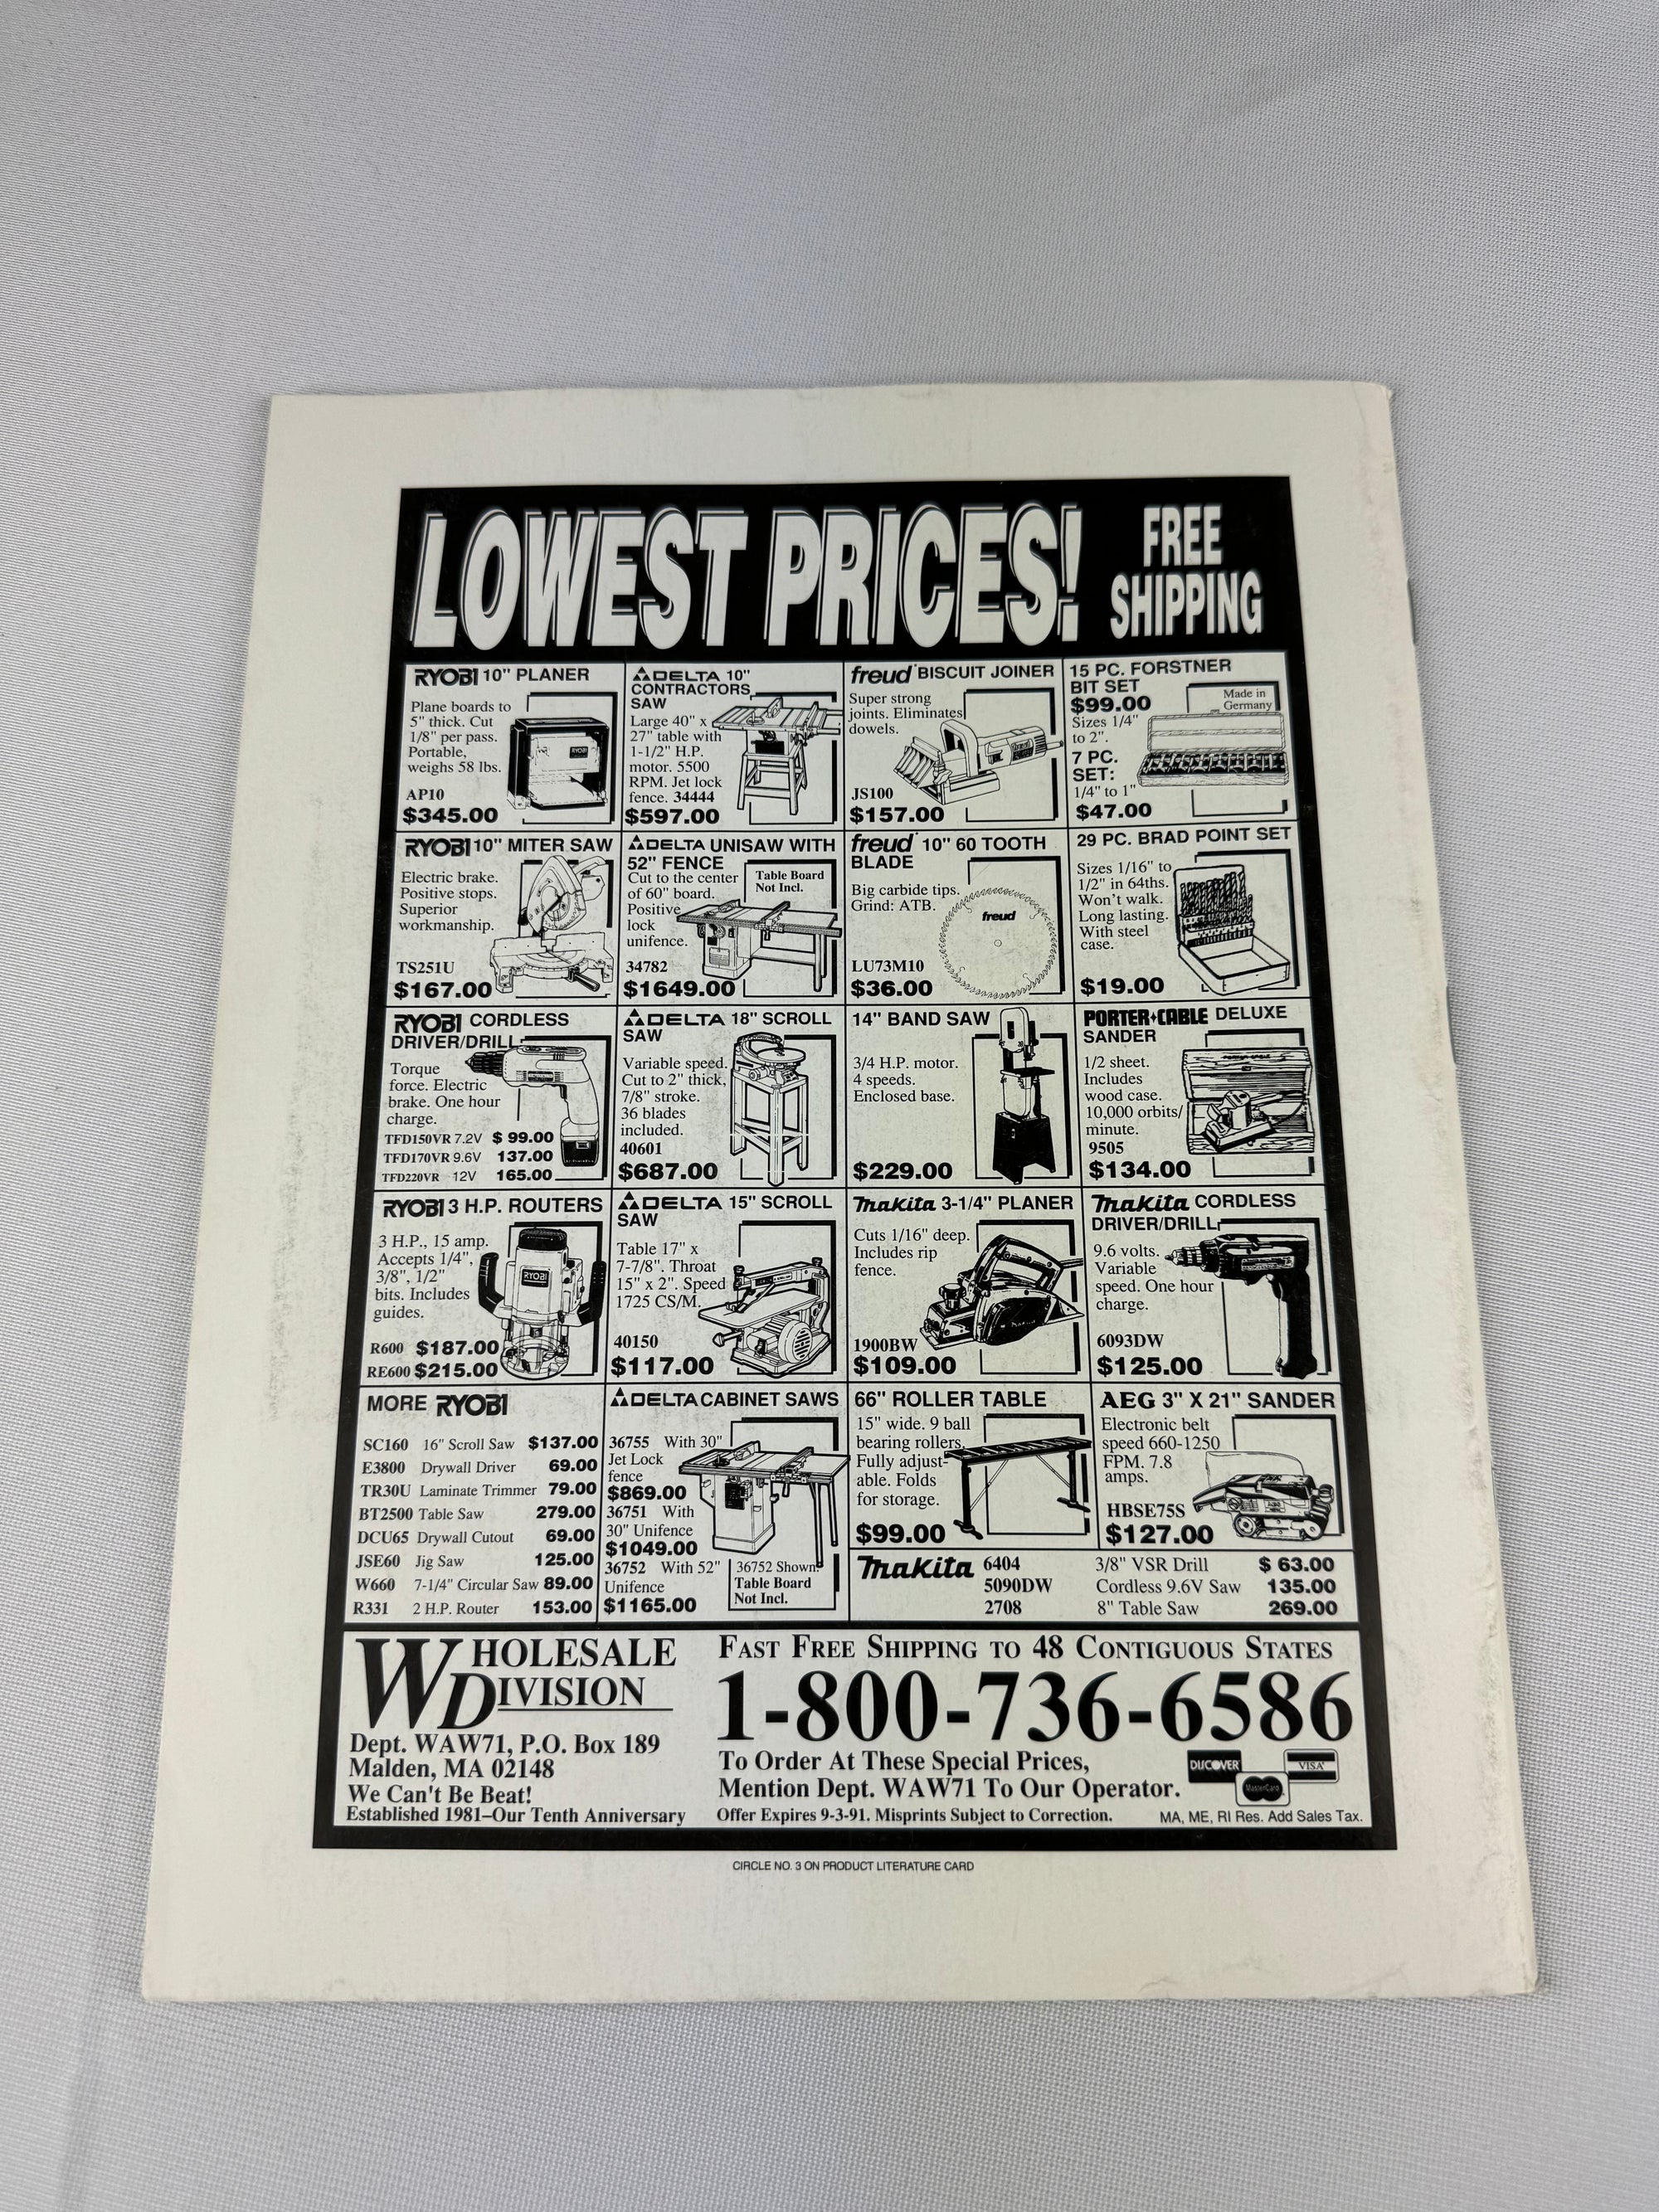 LOWEST PRICES!
FREE
SHIPPING
RYOBI 10" PLANER
Plane boards to
5" thick. Cut
1/8" per pass.
Portable,
weighs 58 lbs.
RYOBI
AP10
$345.00
DELTA 10"
CONTRACTORS
SAW
Large 40" x
27" table with
1-1/2" H.P.
motor. 5500
RPM. Jet lock
fence. 34444
$597.00
freud BISCUIT JOINER
Super strong
joints. Eliminates
dowels.
JS100
$157.00
15 PC. FORSTNER
BIT SET
$99.00
Made in
Germany
Sizes 1/4"
to 2".
7 PC.
SET:
1/4" to 1"
$47.00
RYOBI 10" MITER SAW
Electric brake.
Positive stops.
Superior
workmanship.
TS251U
$167.00
DELTA UNISAW WITH
52" FENCE
Cut to the center
of 60" board.
Positive
lock
unifence.
Table Board
Not Incl.
34782
$1649.00
freud 10" 60 TOOTH
BLADE
Big carbide tips.
Grind: ATB.
freud
LU73M10
$36.00
29 PC. BRAD POINT SET
Sizes 1/16" to
1/2" in 64ths.
Won't walk.
Long lasting.
With steel
case.
$19.00
RYOBI CORDLESS
DRIVER/DRILL
Torque
force. Electric
brake. One hour
charge.
TFD150VR 7.2V $ 99.00
TFD170VR 9.6V 137.00
TFD220VR 12V 165.00
DELTA 18" SCROLL
SAW
Variable speed.
Cut to 2" thick,
7/8" stroke.
36 blades
included.
40601
$687.00
14" BAND SAW
3/4 H.P. motor.
4 speeds.
Enclosed base.
$229.00
PORTER+CABLE DELUXE
SANDER
1/2 sheet.
Includes
wood case.
10,000 orbits/
minute.
9505
$134.00
RYOBI 3 H.P. ROUTERS
3 H.P., 15 amp.
Accepts 1/4",
3/8", 1/2"
bits. Includes
guides.
RYOBI
R600 $187.00
RE600 $215.00
DELTA 15" SCROLL
SAW
Table 17" x
7-7/8". Throat
15" x 2". Speed
1725 CS/M.
40150
$117.00
makita 3-1/4" PLANER
Cuts 1/16" deep.
Includes rip
fence.
1900BW
$109.00
makita CORDLESS
DRIVER/DRILL
9.6 volts.
Variable
speed. One hour
charge.
6093DW
$125.00
MORE RYOBI
SC160 16" Scroll Saw $137.00
E3800 Drywall Driver 69.00
TR30U Laminate Trimmer 79.00
BT2500 Table Saw 279.00
DCU65 Drywall Cutout 69.00
JSE60 Jig Saw 125.00
W660 7-1/4" Circular Saw 89.00
R331 2 H.P. Router 153.00
DELTA CABINET SAWS
36755 With 30"
Jet Lock
fence
$869.00
36751 With
30" Unifence
$1049.00
36752 With 52"
Unifence
$1165.00
36752 Shown.
Table Board
Not Incl.
66" ROLLER TABLE
15" wide. 9 ball
bearing rollers.
Fully adjust-
able. Folds
for storage.
$99.00
AEG 3" X 21" SANDER
Electronic belt
speed 660-1250
FPM. 7.8
amps.
HBSE75S
$127.00
makita 6404 3/8" VSR Drill $ 63.00
5090DW Cordless 9.6V Saw 135.00
2708 8" Table Saw 269.00
WHOLESALE
DIVISION
Dept. WAW71, P.O. Box 189
Malden, MA 02148
We Can't Be Beat!
Established 1981–Our Tenth Anniversary
FAST FREE SHIPPING TO 48 CONTIGUOUS STATES
1-800-736-6586
To Order At These Special Prices,
Mention Dept. WAW71 To Our Operator.
DISCOVER
VISA
MasterCard
Offer Expires 9-3-91. Misprints Subject to Correction.
MA, ME, RI Res. Add Sales Tax.
CIRCLE NO. 3 ON PRODUCT LITERATURE CARD